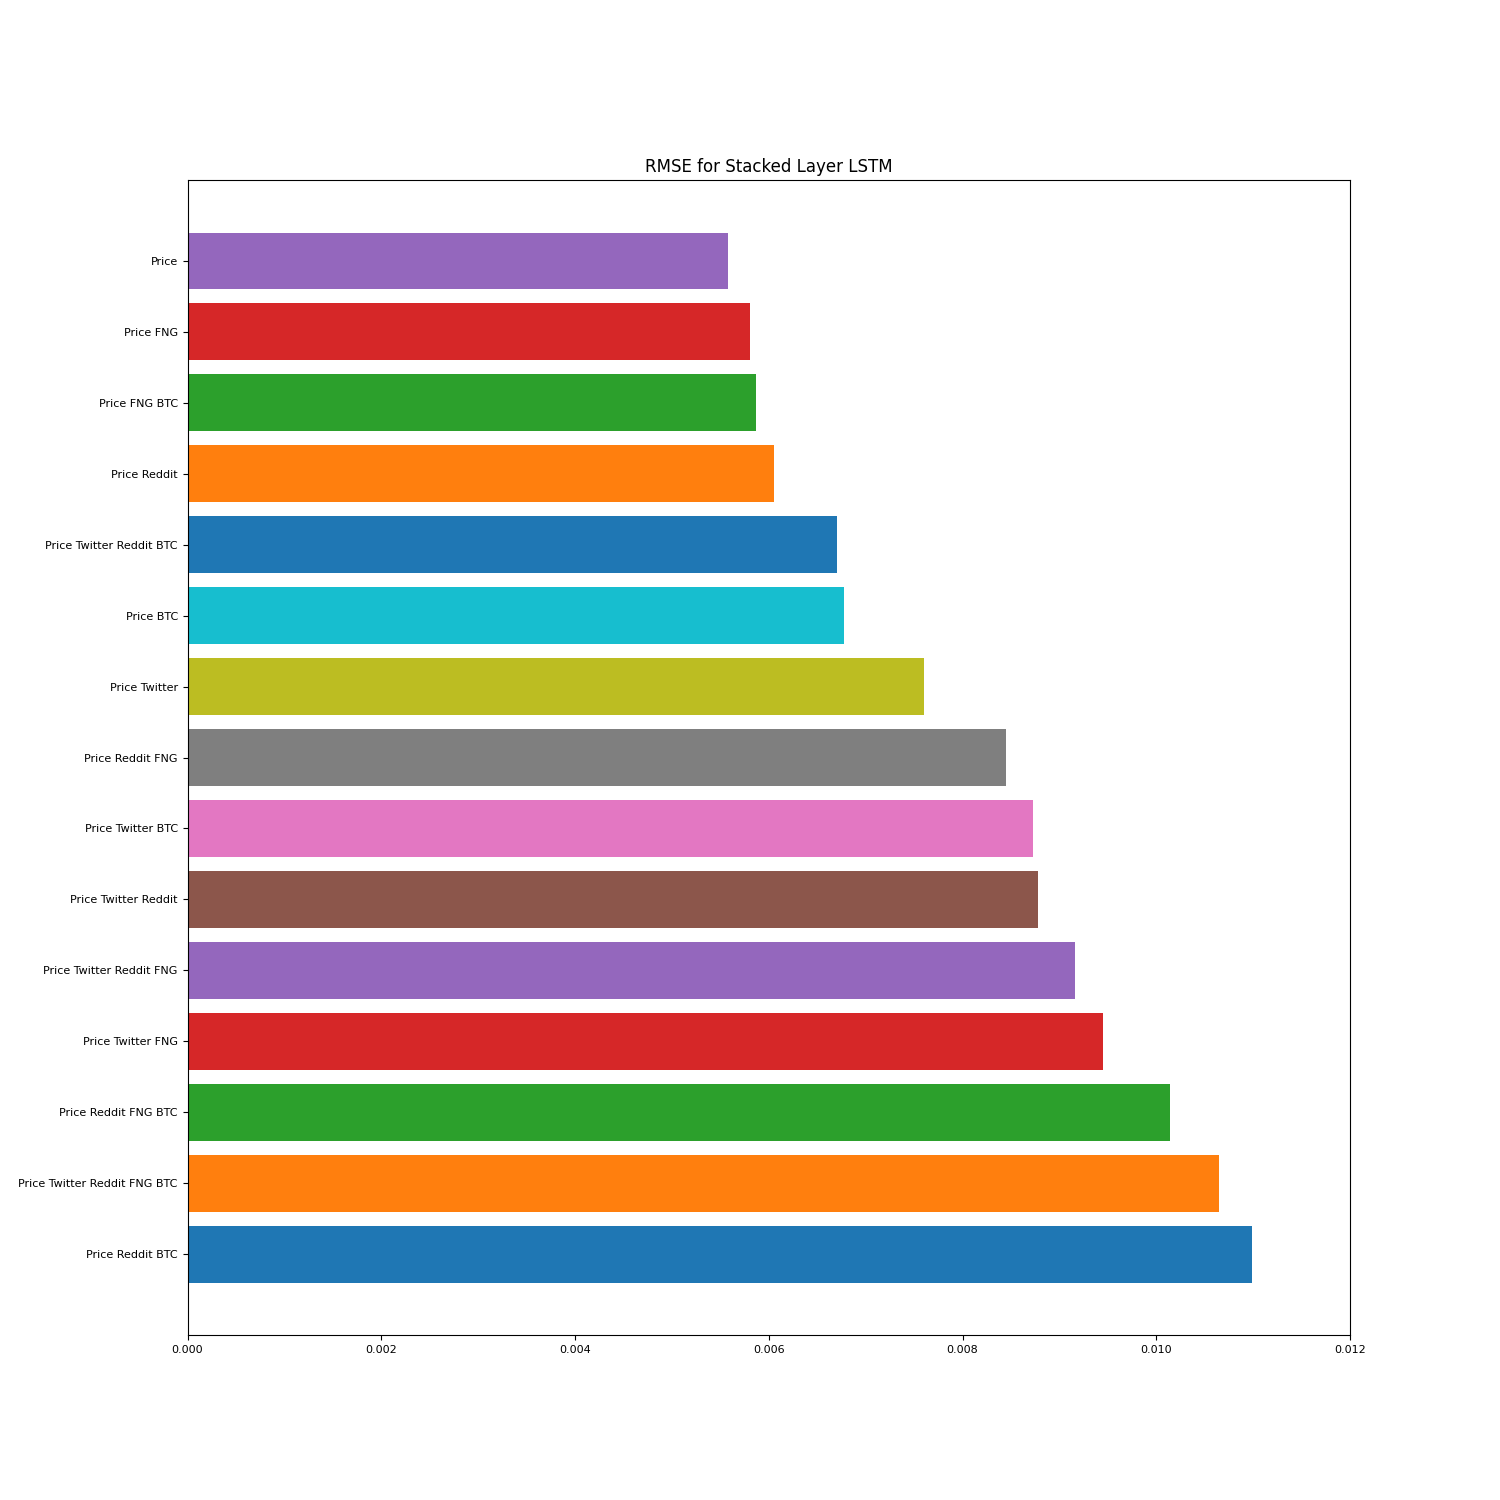 RMSE for Stacked Layer LSTM
Price
Price FNG
Price FNG BTC
Price Reddit
Price Twitter Reddit BTC
Price BTC
Price Twitter
Price Reddit FNG
Price Twitter BTC
Price Twitter Reddit
Price Twitter Reddit FNG
Price Twitter FNG
Price Reddit FNG BTC
Price Twitter Reddit FNG BTC
Price Reddit BTC
0.000 0.002 0.004 0.006 0.008 0.010 0.012